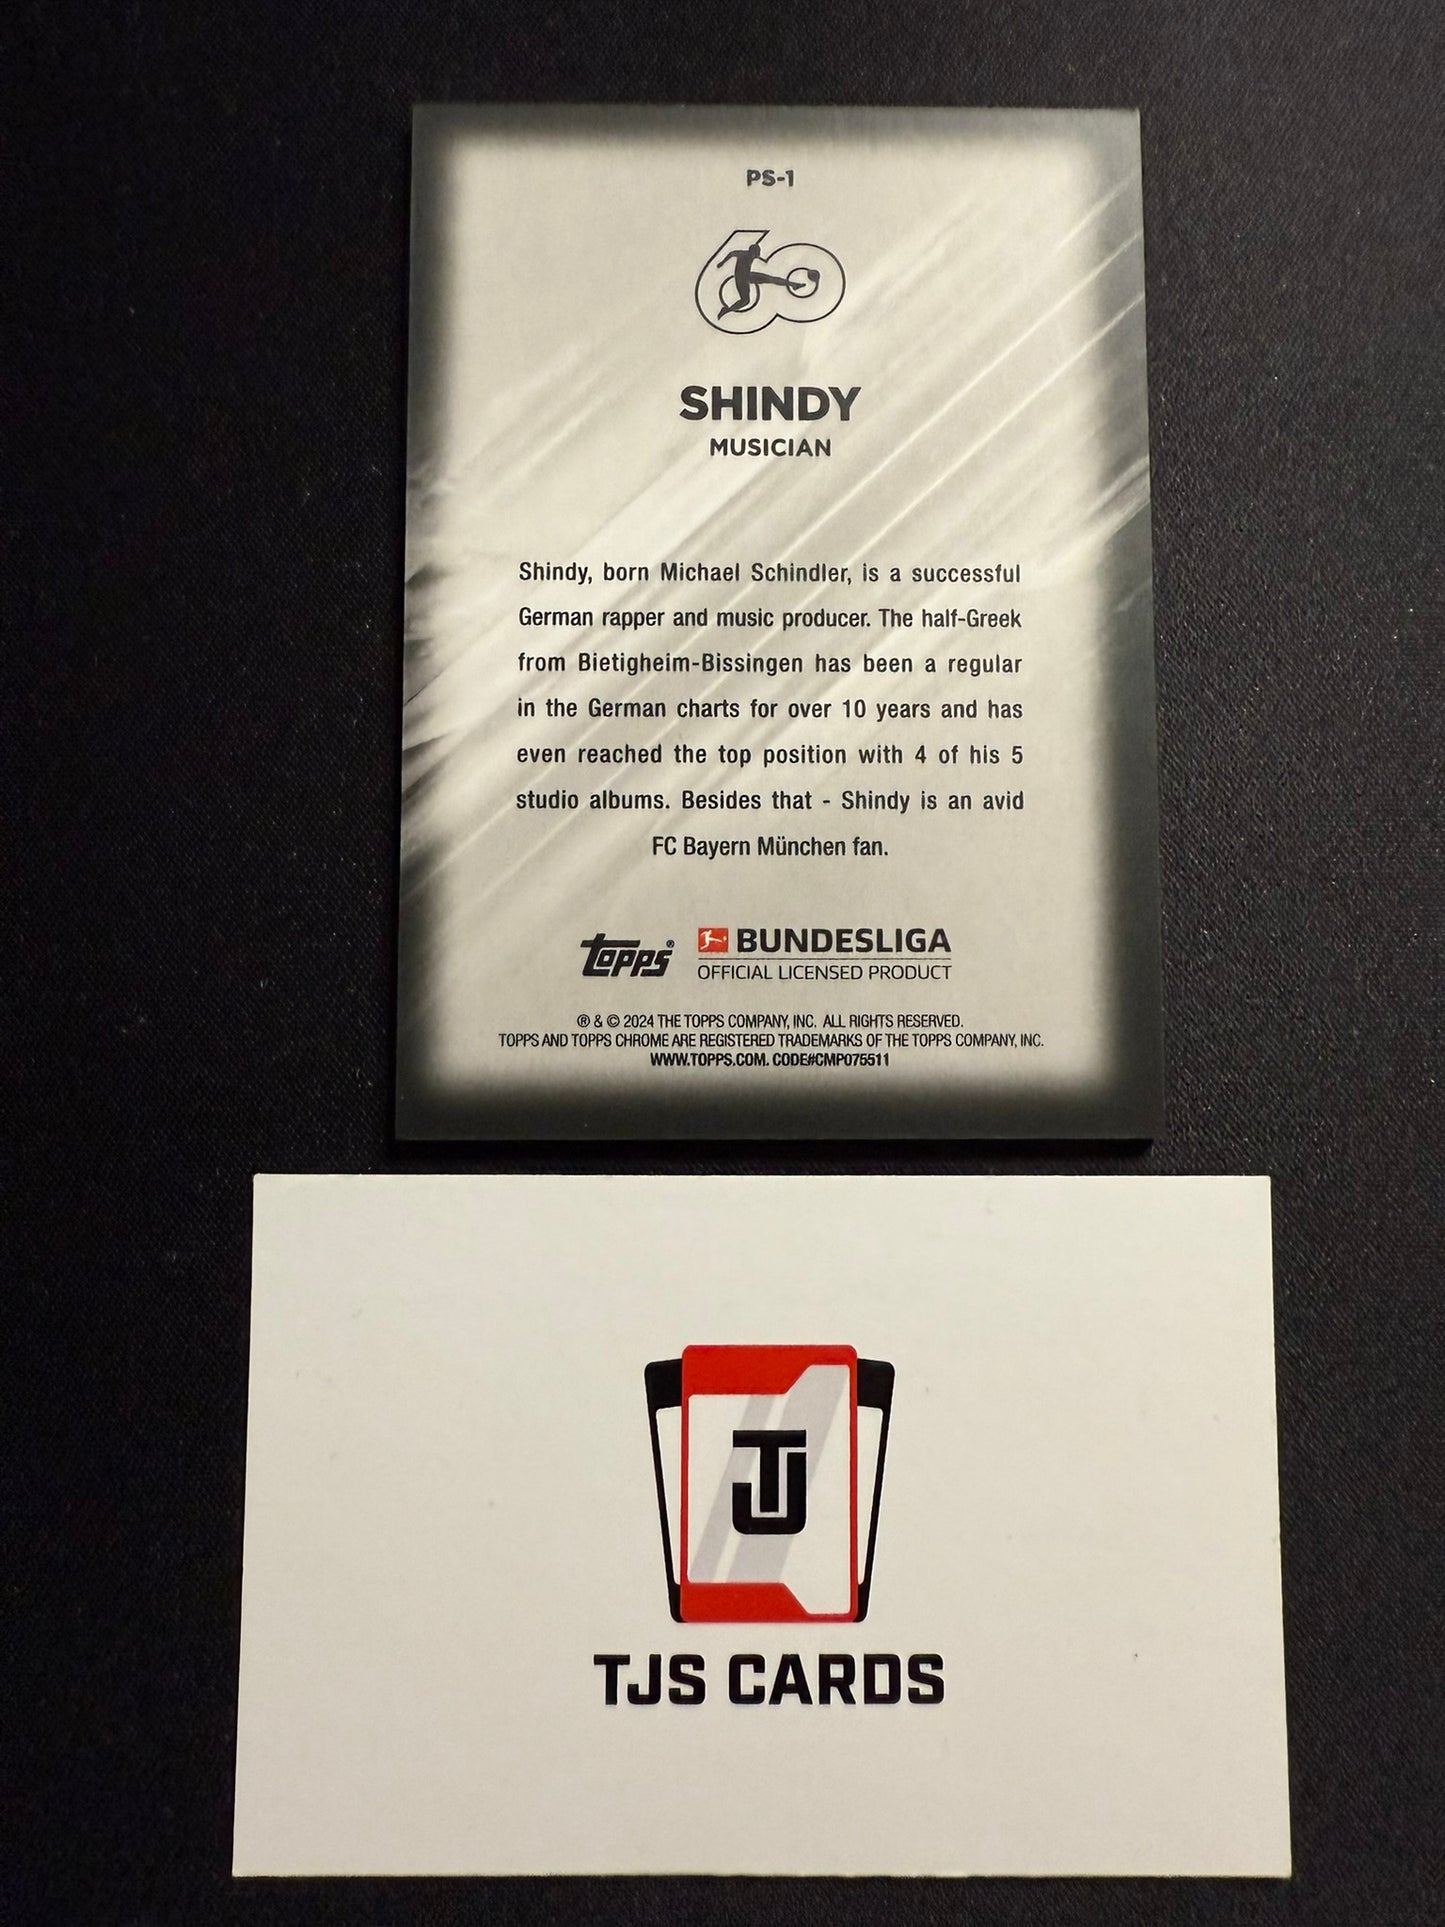 PS-1
60
SHINDY
MUSICIAN
Shindy, born Michael Schindler, is a successful
German rapper and music producer. The half-Greek
from Bietigheim-Bissingen has been a regular
in the German charts for over 10 years and has
even reached the top position with 4 of his 5
studio albums. Besides that - Shindy is an avid
FC Bayern München fan.
topps® BUNDESLIGA
OFFICIAL LICENSED PRODUCT
® & © 2024 THE TOPPS COMPANY, INC. ALL RIGHTS RESERVED.
TOPPS AND TOPPS CHROME ARE REGISTERED TRADEMARKS OF THE TOPPS COMPANY, INC.
WWW.TOPPS.COM. CODE#CMP075511
TJ
TJS CARDS